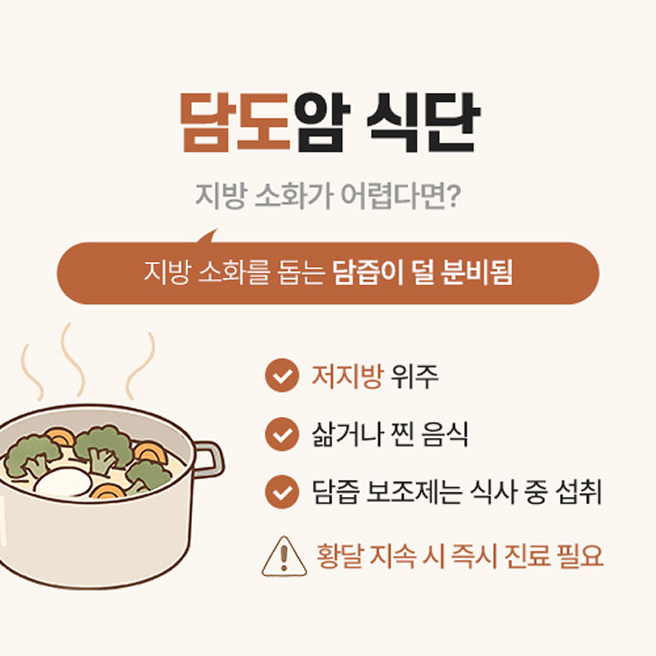 담도암 식단
지방 소화가 어렵다면?
지방 소화를 돕는 담즙이 덜 분비됨
저지방 위주
삶거나 찐 음식
담즙 보조제는 식사 중 섭취
황달 지속 시 즉시 진료 필요